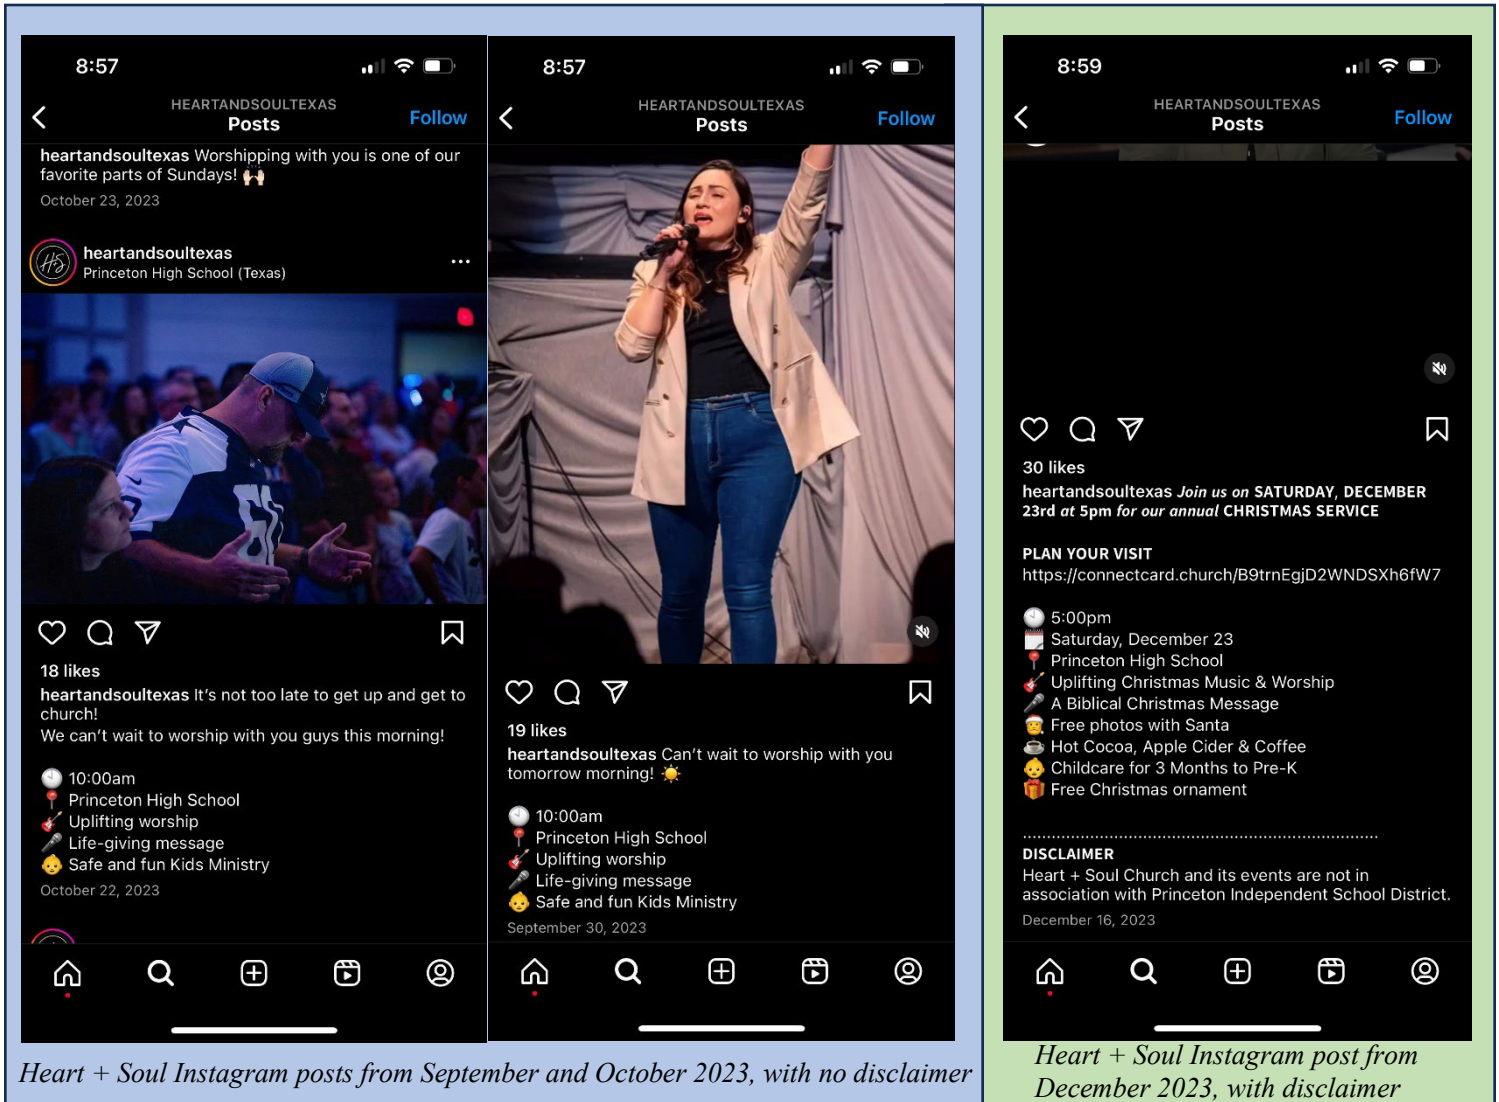 8:57
HEARTANDSOULTEXAS
Posts
Follow
heartandsoultexas Worshipping with you is one of our
favorite parts of Sundays! 🙌🏻
October 23, 2023
H+S
heartandsoultexas
Princeton High School (Texas)
18 likes
heartandsoultexas It's not too late to get up and get to
church!
We can't wait to worship with you guys this morning!
🕙 10:00am
📍 Princeton High School
🎸 Uplifting worship
🎤 Life-giving message
👶 Safe and fun Kids Ministry
October 22, 2023
8:57
HEARTANDSOULTEXAS
Posts
Follow
19 likes
heartandsoultexas Can't wait to worship with you
tomorrow morning! ☀️
🕙 10:00am
📍 Princeton High School
🎸 Uplifting worship
🎤 Life-giving message
👶 Safe and fun Kids Ministry
September 30, 2023
Heart + Soul Instagram posts from September and October 2023, with no disclaimer
8:59
HEARTANDSOULTEXAS
Posts
Follow
30 likes
heartandsoultexas Join us on SATURDAY, DECEMBER
23rd at 5pm for our annual CHRISTMAS SERVICE
PLAN YOUR VISIT
https://connectcard.church/B9trnEgjD2WNDSXh6fW7
🕙 5:00pm
🗓️ Saturday, December 23
📍 Princeton High School
🎸 Uplifting Christmas Music & Worship
🎤 A Biblical Christmas Message
🎅 Free photos with Santa
☕ Hot Cocoa, Apple Cider & Coffee
👶 Childcare for 3 Months to Pre-K
🎁 Free Christmas ornament
........................................................................
DISCLAIMER
Heart + Soul Church and its events are not in
association with Princeton Independent School District.
December 16, 2023
Heart + Soul Instagram post from
December 2023, with disclaimer